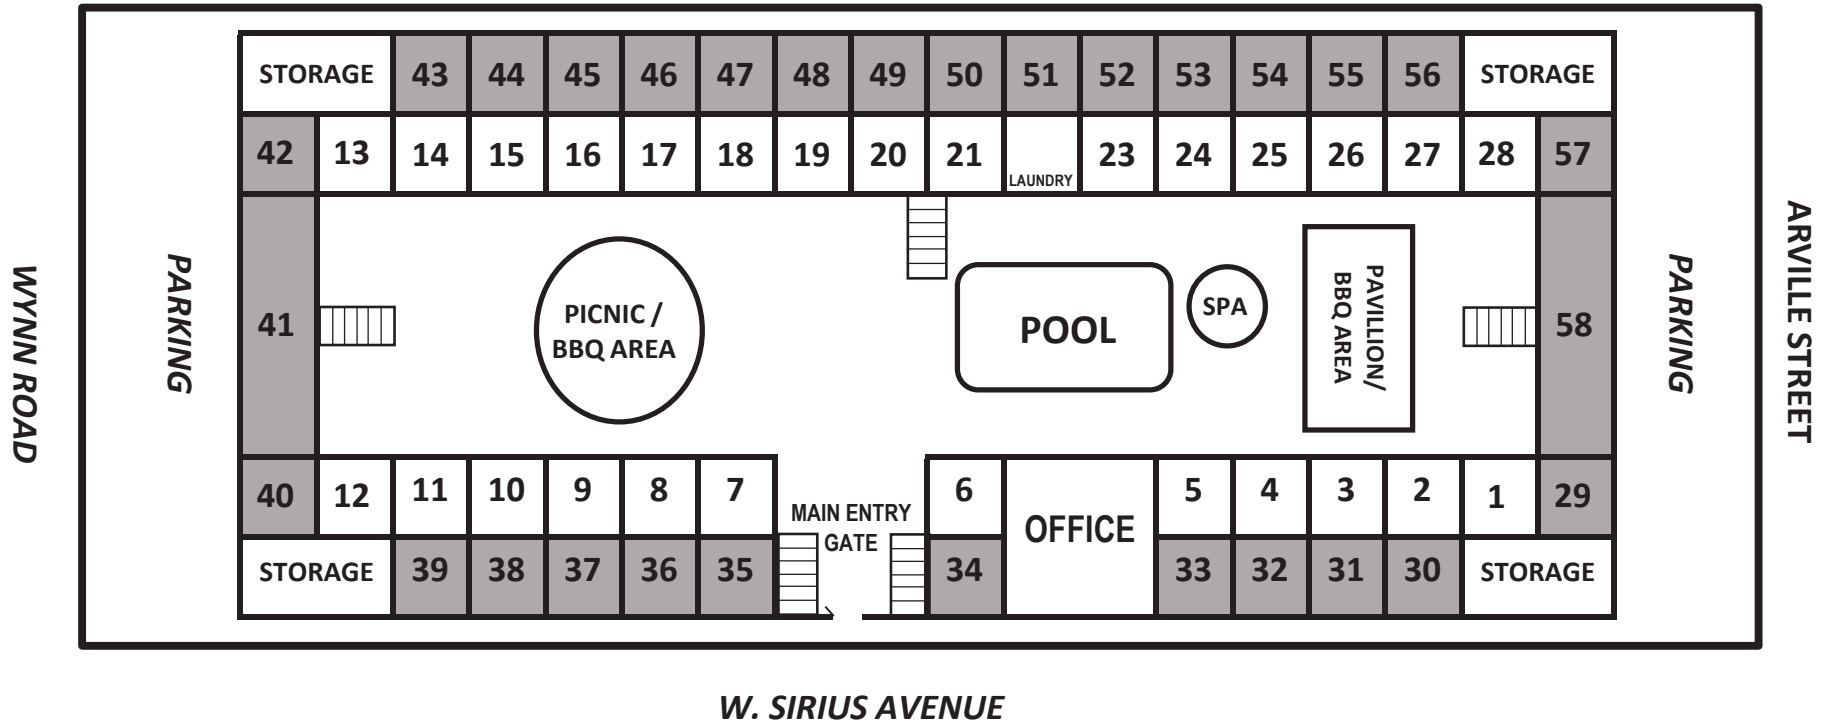 STORAGE 43 44 45 46 47 48 49 50 51 52 53 54 55 56 STORAGE
42 13 14 15 16 17 18 19 20 21 23 24 25 26 27 28 57
LAUNDRY
WYNN ROAD
PARKING
41
PICNIC /
BBQ AREA
POOL
SPA
PAVILLION/
BBQ AREA
58
PARKING
ARVILLE STREET
40 12 11 10 9 8 7
MAIN ENTRY
GATE
6
OFFICE
5 4 3 2 1 29
STORAGE 39 38 37 36 35 34 33 32 31 30 STORAGE
W. SIRIUS AVENUE